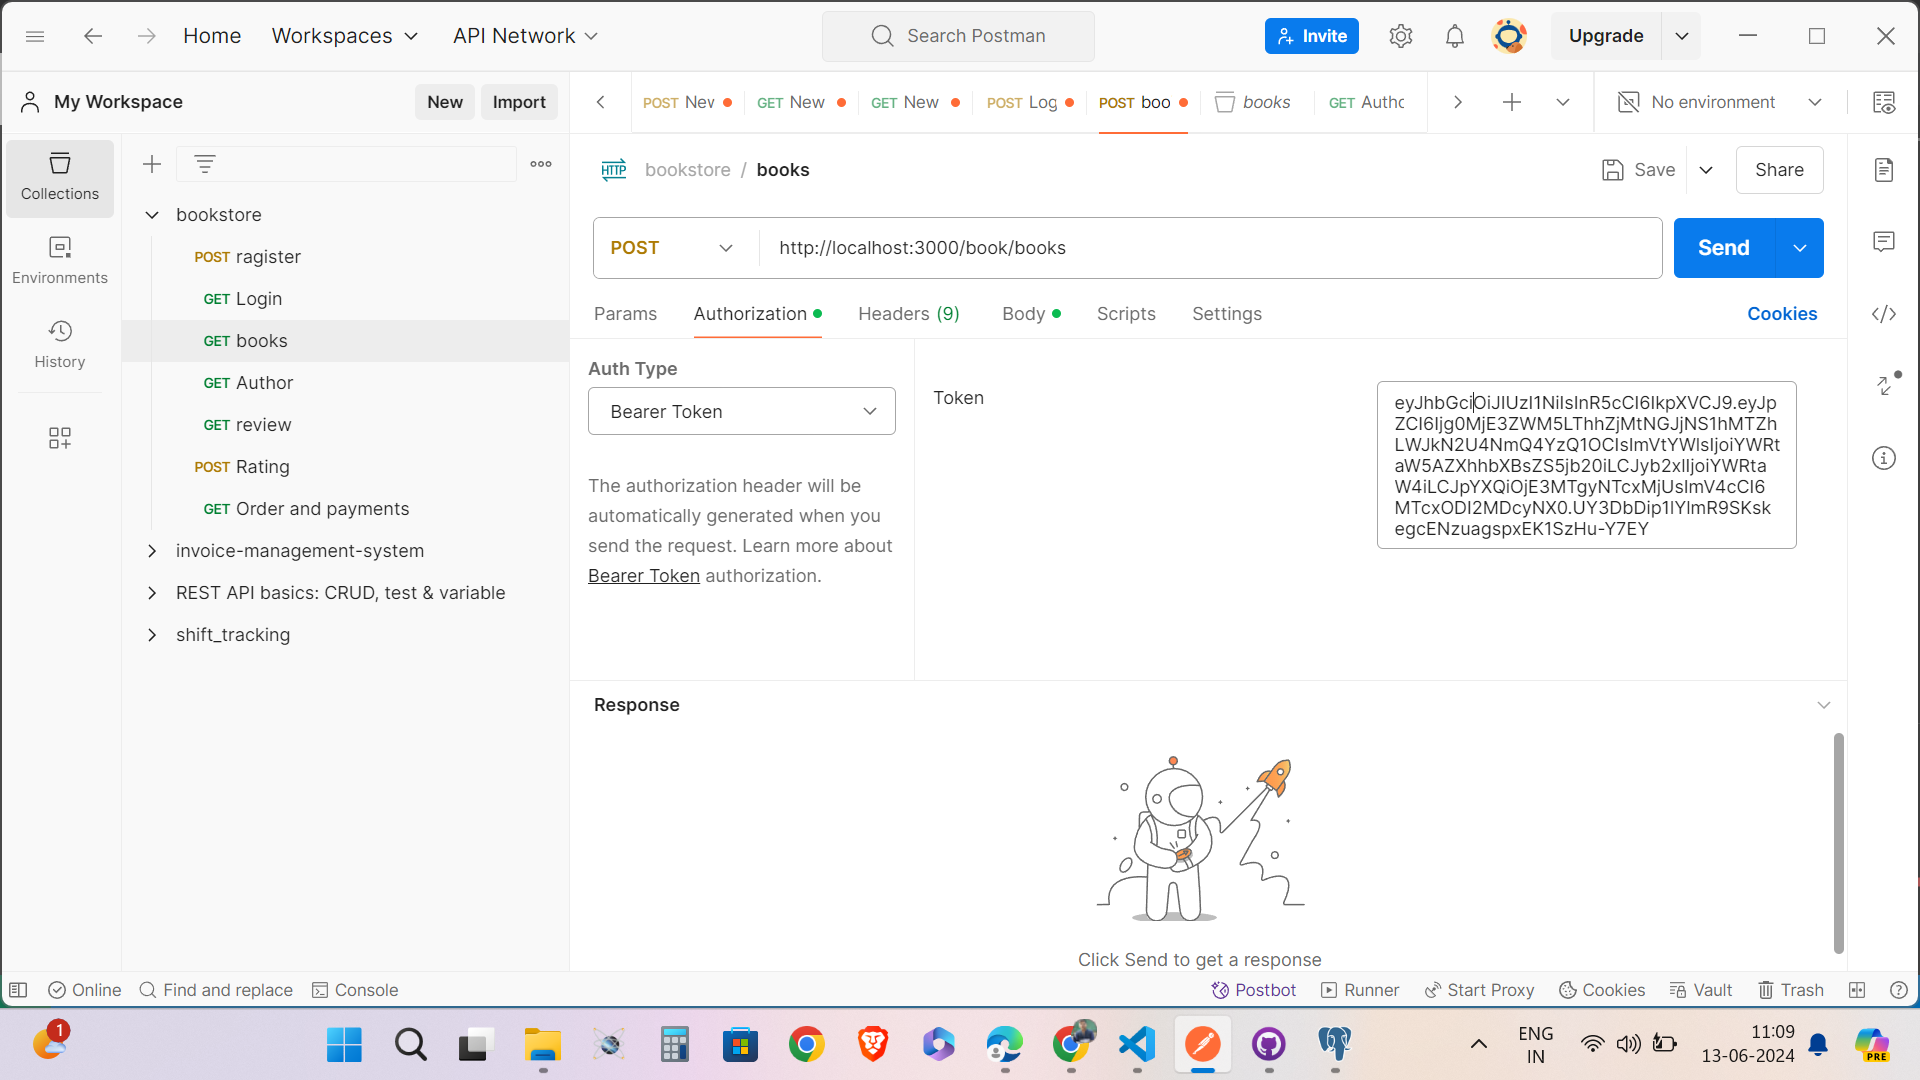 Home
Workspaces
API Network
Search Postman
Invite
Upgrade
My Workspace
New
Import
POST New
GET New
GET New
POST Log
POST boo
books
GET Autho
No environment
Collections
Environments
History
bookstore
POST ragister
GET Login
GET books
GET Author
GET review
POST Rating
GET Order and payments
invoice-management-system
REST API basics: CRUD, test & variable
shift_tracking
HTTP
bookstore / books
Save
Share
POST
http://localhost:3000/book/books
Send
Params
Authorization
Headers (9)
Body
Scripts
Settings
Cookies
Auth Type
Bearer Token
The authorization header will be
automatically generated when you
send the request. Learn more about
Bearer Token authorization.
Token
Response
Click Send to get a response
Online
Find and replace
Console
Postbot
Runner
Start Proxy
Cookies
Vault
Trash
1
ENG
IN
11:09
13-06-2024
PRE